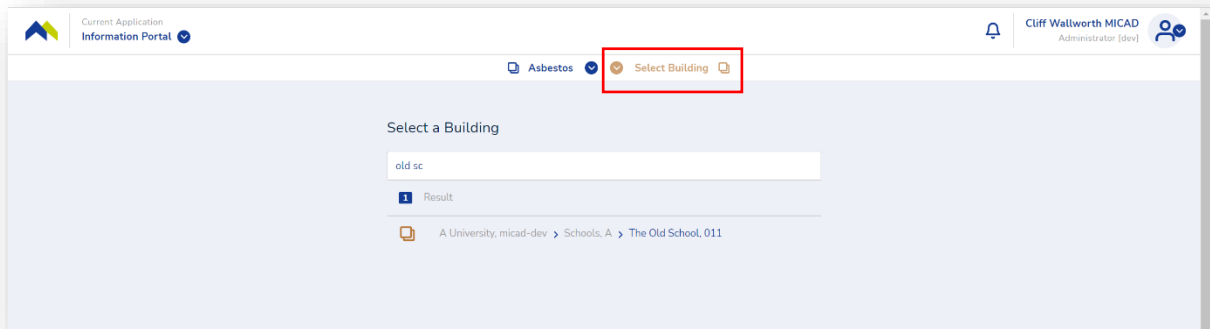 Current Application
Information Portal
Cliff Wallworth MICAD
Administrator [dev]
Asbestos
Select Building
Select a Building
old sc
1 Result
A University, micad-dev > Schools, A > The Old School, 011